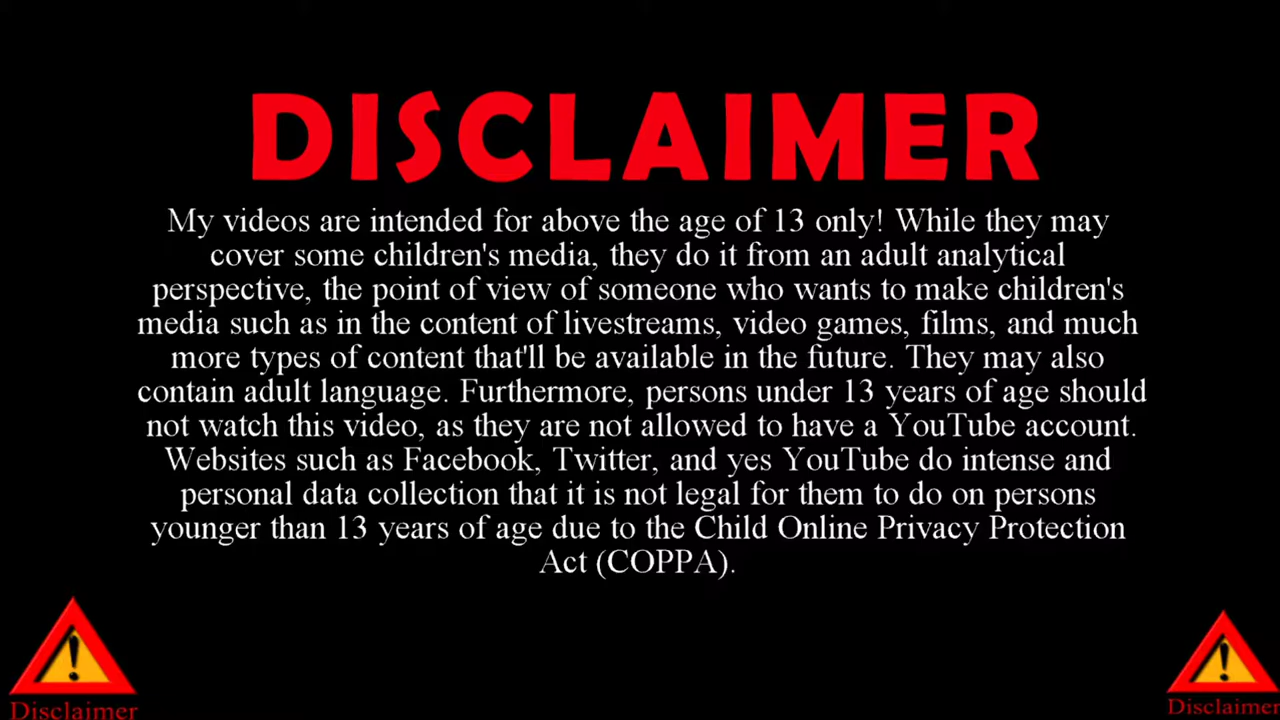 DISCLAIMER
My videos are intended for above the age of 13 only! While they may
cover some children's media, they do it from an adult analytical
perspective, the point of view of someone who wants to make children's
media such as in the content of livestreams, video games, films, and much
more types of content that'll be available in the future. They may also
contain adult language. Furthermore, persons under 13 years of age should
not watch this video, as they are not allowed to have a YouTube account.
Websites such as Facebook, Twitter, and yes YouTube do intense and
personal data collection that it is not legal for them to do on persons
younger than 13 years of age due to the Child Online Privacy Protection
Act (COPPA).
!
Disclaimer
!
Disclaimer